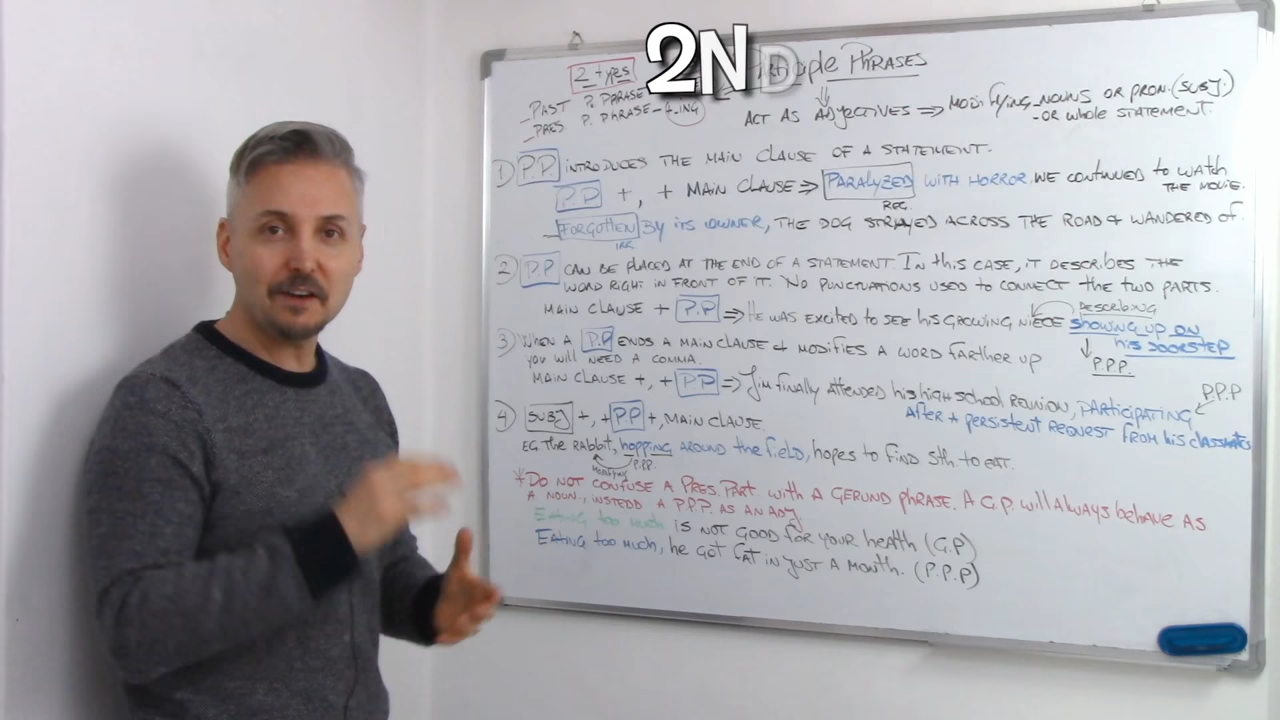 2ND
2 types
Participle PHRASES
PAST P. PHRASE
PRES. P. PHRASE - + ING
ACT AS ADJECTIVES ⇒ MODIFYING NOUNS OR PRON. (SUBJ.)
- OR WHOLE STATEMENT.
1) P.P INTRODUCES THE MAIN CLAUSE OF A STATEMENT.
P.P +, + MAIN CLAUSE ⇒ PARALYZED WITH HORROR, WE CONTINUED TO WATCH
THE MOVIE.
REG.
FORGOTTEN By its OWNER, THE DOG STRAYED ACROSS THE ROAD & WANDERED OF.
IRR
2) P.P CAN BE PLACED AT THE END OF A STATEMENT. IN this CASE, it DESCRIBES THE
WORD RIGHT IN FRONT OF IT. NO PUNCTUATIONS USED to CONNECT the TWO PARTS.
DESCRIBING
MAIN CLAUSE + P.P ⇒ HE WAS EXCITED to SEE his GROWING NIECE SHOWING UP ON
his DOORSTEP
P.P.P.
3) WHEN A P.P ENDS A MAIN CLAUSE & MODIFIES A WORD FARTHER UP
YOU WILL NEED A COMMA.
MAIN CLAUSE +, + P.P ⇒ Jim finally attended his high school REUNION, PARTICIPATING
P.P.P
After A persistent REQUEST FROM his classmates
4) SUBJ +, + P.P +, MAIN CLAUSE.
EG. The RABBIT, hopping AROUND the field, hopes to FIND sth. to EAT.
Modifying P.P.P.
* DO NOT CONFUSE A PRES. PART. with A GERUND PHRASE. A G.P. will ALWAYS behave AS
A NOUN, INSTEDD A P.P.P. AS AN ADJ
EATING too much is NOT GOOD FOR YOUR health (G.P)
EATING too MUCH, he got fAT in just A MONTH. (P.P.P)